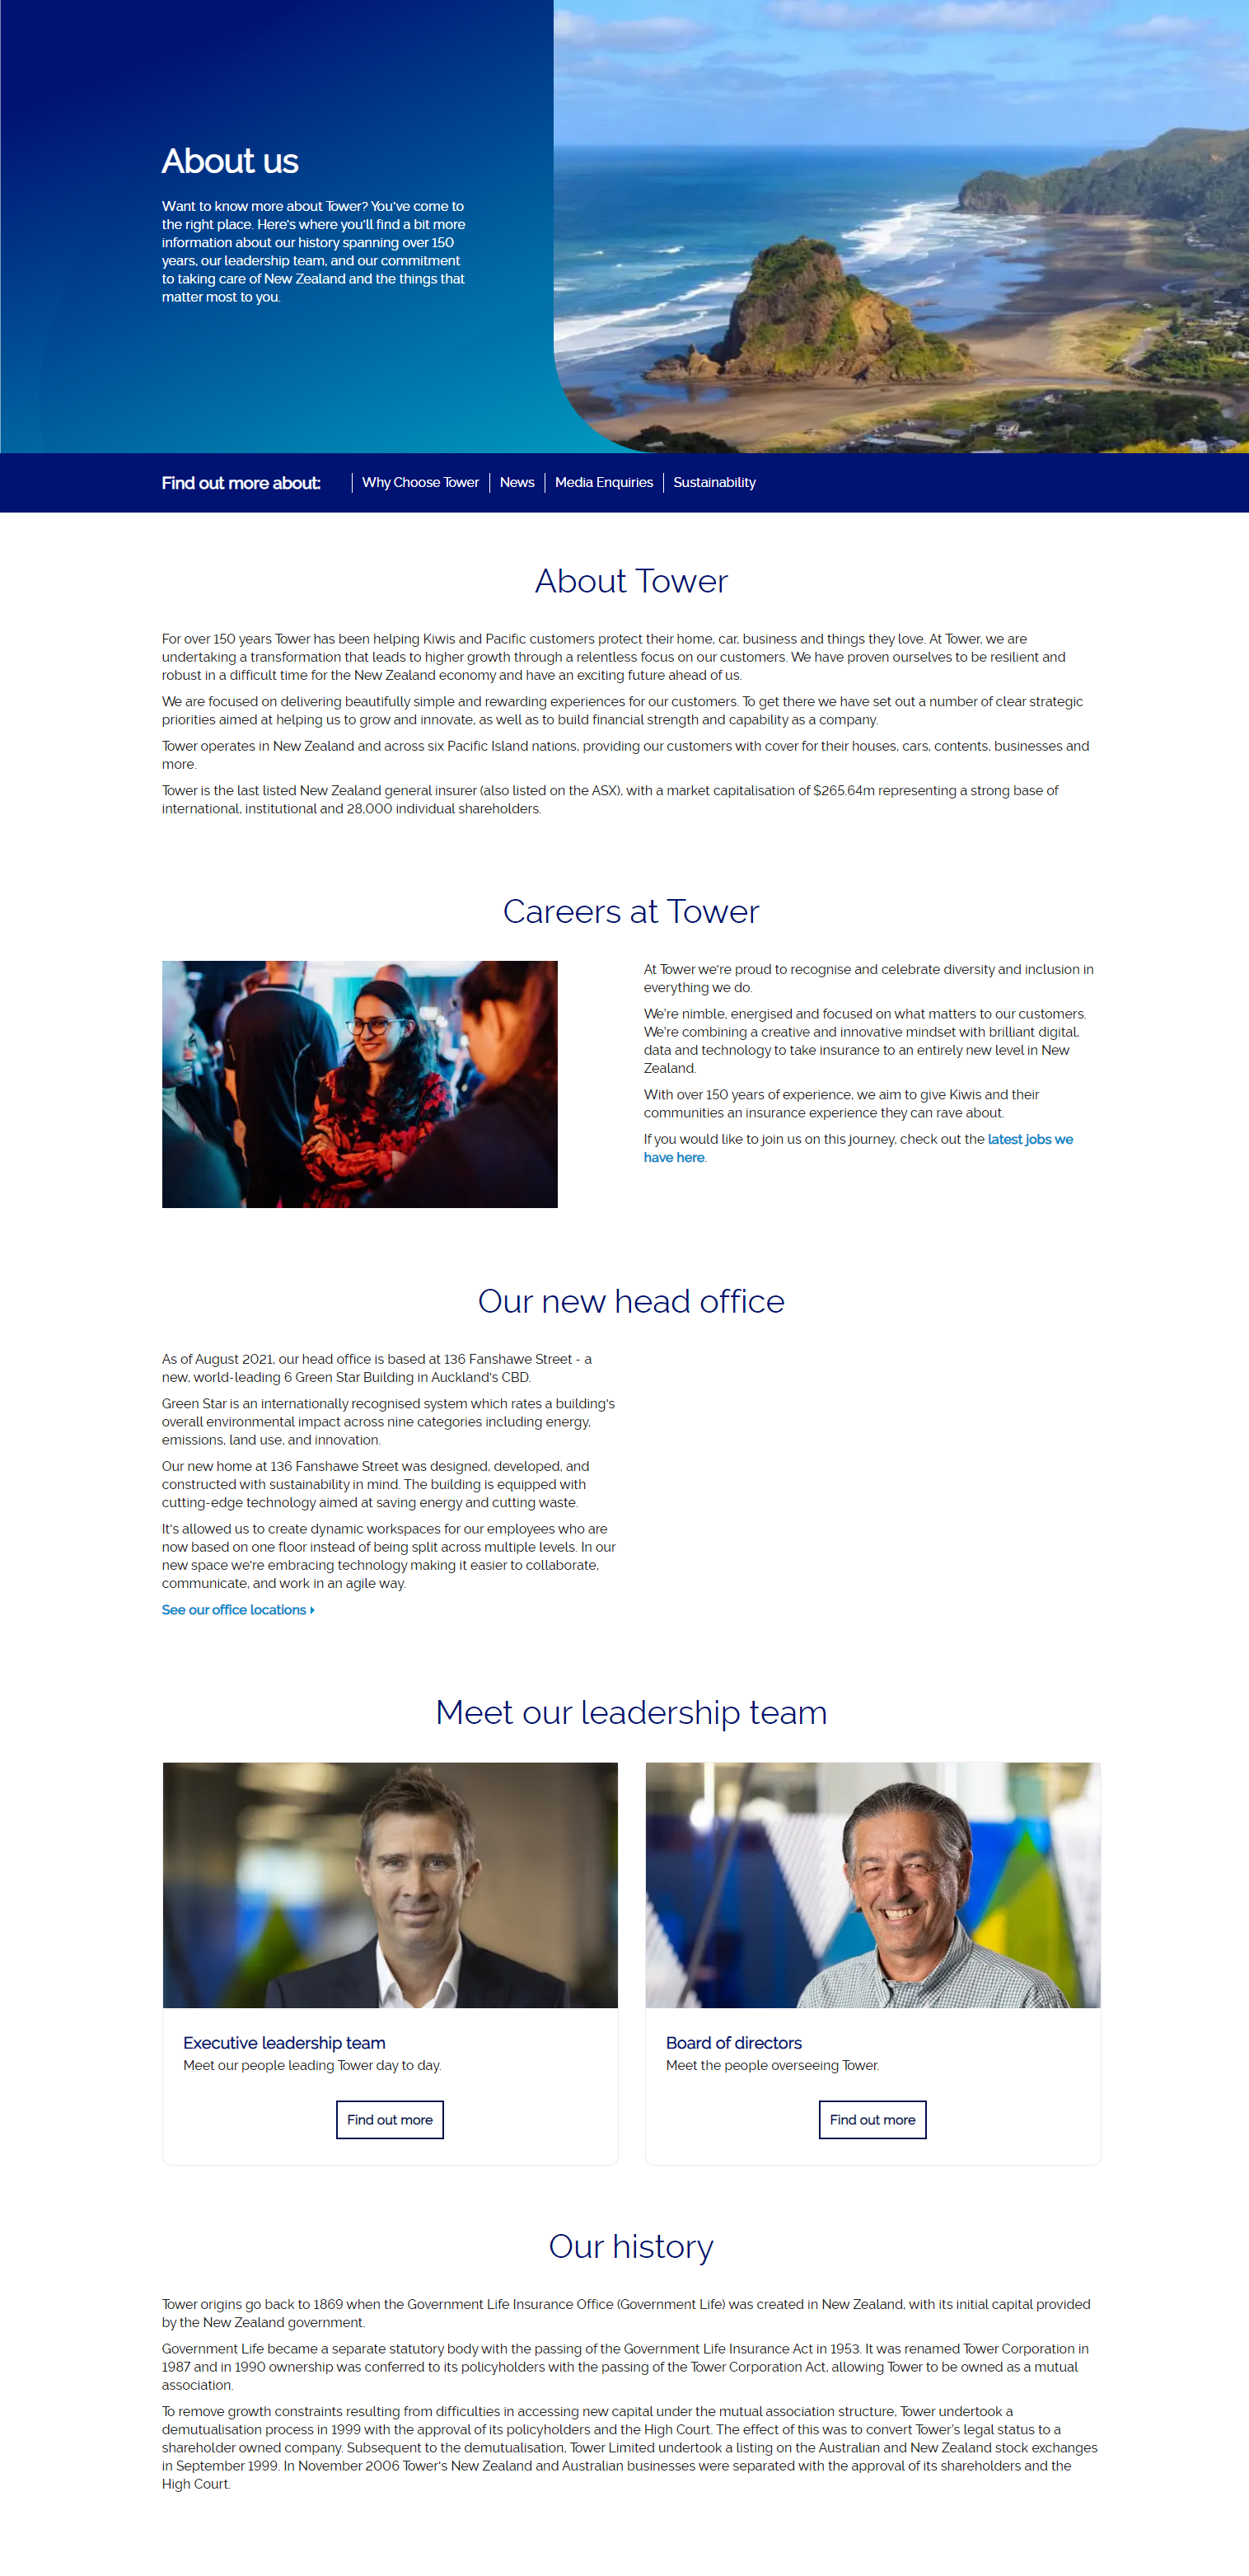 About us
Want to know more about Tower? You've come to
the right place. Here's where you'll find a bit more
information about our history spanning over 150
years, our leadership team, and our commitment
to taking care of New Zealand and the things that
matter most to you.
Find out more about:
Why Choose Tower
News
Media Enquiries
Sustainability
About Tower
For over 150 years Tower has been helping Kiwis and Pacific customers protect their home, car, business and things they love. At Tower, we are
undertaking a transformation that leads to higher growth through a relentless focus on our customers. We have proven ourselves to be resilient and
robust in a difficult time for the New Zealand economy and have an exciting future ahead of us.
We are focused on delivering beautifully simple and rewarding experiences for our customers. To get there we have set out a number of clear strategic
priorities aimed at helping us to grow and innovate, as well as to build financial strength and capability as a company.
Tower operates in New Zealand and across six Pacific Island nations, providing our customers with cover for their houses, cars, contents, businesses and
more.
Tower is the last listed New Zealand general insurer (also listed on the ASX), with a market capitalisation of $265.64m representing a strong base of
international, institutional and 28,000 individual shareholders.
Careers at Tower
At Tower we're proud to recognise and celebrate diversity and inclusion in
everything we do.
We're nimble, energised and focused on what matters to our customers.
We're combining a creative and innovative mindset with brilliant digital,
data and technology to take insurance to an entirely new level in New
Zealand.
With over 150 years of experience, we aim to give Kiwis and their
communities an insurance experience they can rave about.
If you would like to join us on this journey, check out the latest jobs we
have here.
Our new head office
As of August 2021, our head office is based at 136 Fanshawe Street - a
new, world-leading 6 Green Star Building in Auckland's CBD.
Green Star is an internationally recognised system which rates a building's
overall environmental impact across nine categories including energy,
emissions, land use, and innovation.
Our new home at 136 Fanshawe Street was designed, developed, and
constructed with sustainability in mind. The building is equipped with
cutting-edge technology aimed at saving energy and cutting waste.
It's allowed us to create dynamic workspaces for our employees who are
now based on one floor instead of being split across multiple levels. In our
new space we're embracing technology making it easier to collaborate,
communicate, and work in an agile way.
See our office locations
Meet our leadership team
Executive leadership team
Meet our people leading Tower day to day.
Find out more
Board of directors
Meet the people overseeing Tower.
Find out more
Our history
Tower origins go back to 1869 when the Government Life Insurance Office (Government Life) was created in New Zealand, with its initial capital provided
by the New Zealand government.
Government Life became a separate statutory body with the passing of the Government Life Insurance Act in 1953. It was renamed Tower Corporation in
1987 and in 1990 ownership was conferred to its policyholders with the passing of the Tower Corporation Act, allowing Tower to be owned as a mutual
association.
To remove growth constraints resulting from difficulties in accessing new capital under the mutual association structure, Tower undertook a
demutualisation process in 1999 with the approval of its policyholders and the High Court. The effect of this was to convert Tower's legal status to a
shareholder owned company. Subsequent to the demutualisation, Tower Limited undertook a listing on the Australian and New Zealand stock exchanges
in September 1999. In November 2006 Tower's New Zealand and Australian businesses were separated with the approval of its shareholders and the
High Court.